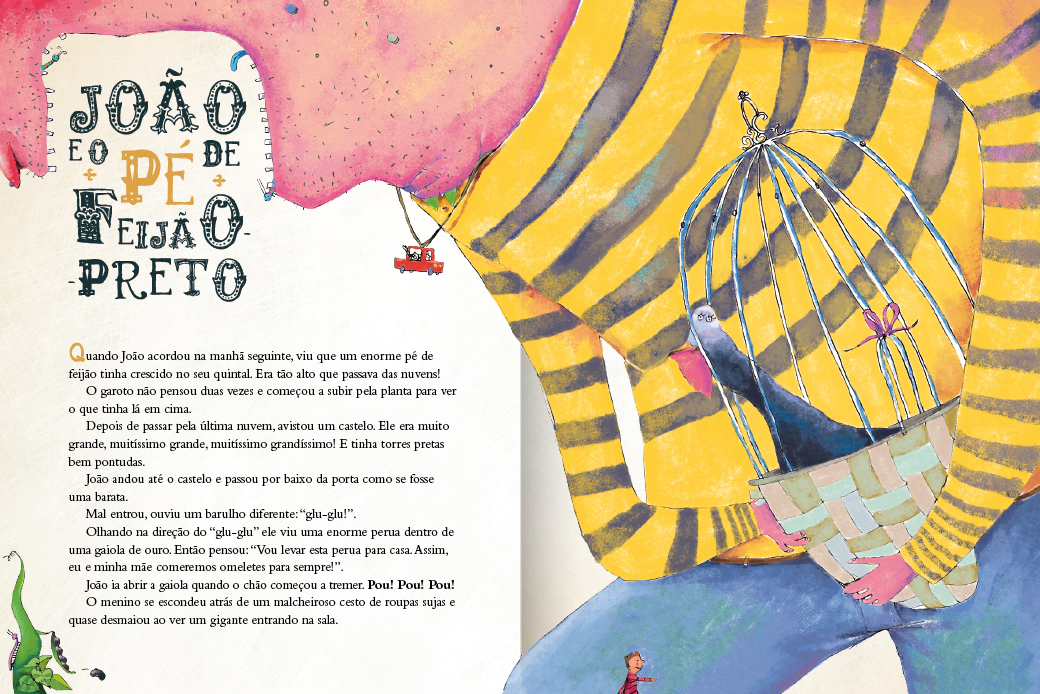 JOÃO
E O PÉ DE
FEIJÃO-
-PRETO
Quando João acordou na manhã seguinte, viu que um enorme pé de
feijão tinha crescido no seu quintal. Era tão alto que passava das nuvens!
O garoto não pensou duas vezes e começou a subir pela planta para ver
o que tinha lá em cima.
Depois de passar pela última nuvem, avistou um castelo. Ele era muito
grande, muitíssimo grande, muitíssimo grandíssimo! E tinha torres pretas
bem pontudas.
João andou até o castelo e passou por baixo da porta como se fosse
uma barata.
Mal entrou, ouviu um barulho diferente: “glu-glu!”.
Olhando na direção do “glu-glu” ele viu uma enorme perua dentro de
uma gaiola de ouro. Então pensou: “Vou levar esta perua para casa. Assim,
eu e minha mãe comeremos omeletes para sempre!”.
João ia abrir a gaiola quando o chão começou a tremer. Pou! Pou! Pou!
O menino se escondeu atrás de um malcheiroso cesto de roupas sujas e
quase desmaiou ao ver um gigante entrando na sala.